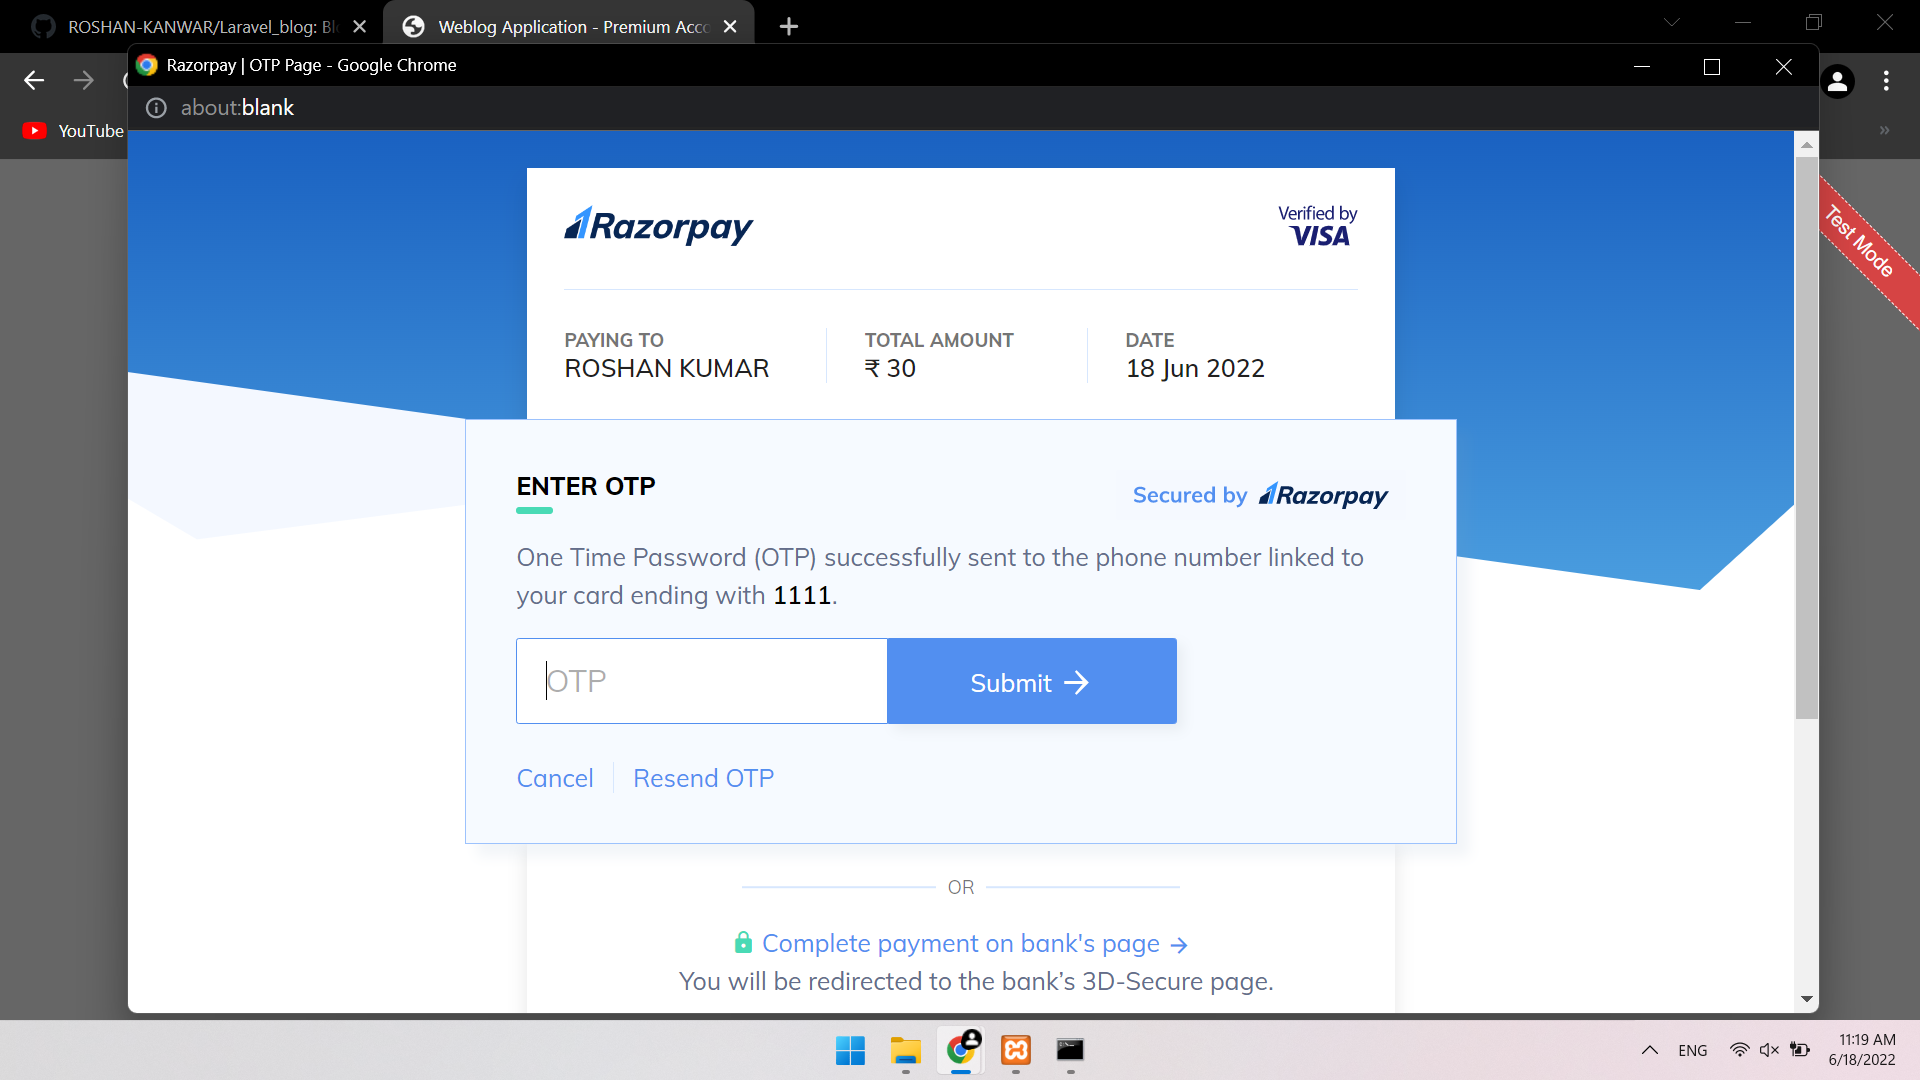 ROSHAN-KANWAR/Laravel_blog: Bl
Weblog Application - Premium Acco
Razorpay | OTP Page - Google Chrome
about:blank
YouTube
Test Mode
Razorpay
Verified by
VISA
PAYING TO
ROSHAN KUMAR
TOTAL AMOUNT
₹ 30
DATE
18 Jun 2022
ENTER OTP
Secured by Razorpay
One Time Password (OTP) successfully sent to the phone number linked to
your card ending with 1111.
OTP
Submit →
Cancel
Resend OTP
OR
Complete payment on bank's page →
You will be redirected to the bank’s 3D-Secure page.
ENG
11:19 AM
6/18/2022